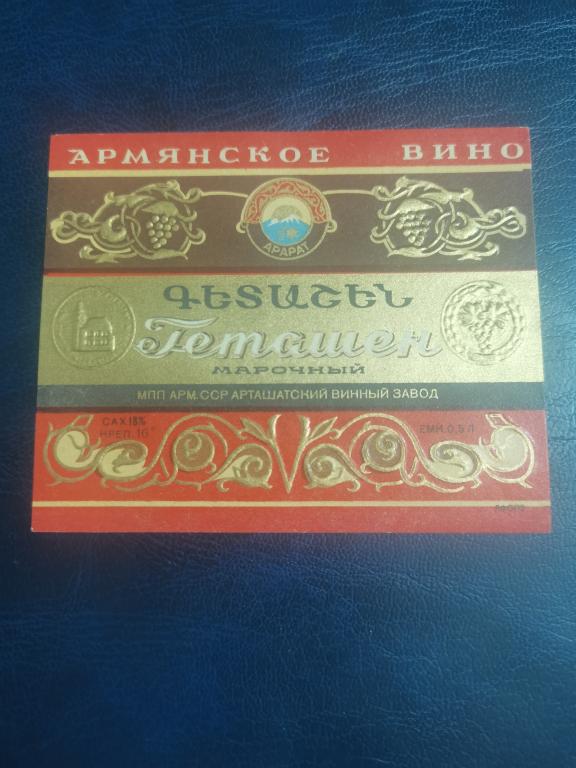 АРМЯНСКОЕ ВИНО
АРАРАТ
ԳԵՏԱՇԵՆ
Геташен
МАРОЧНЫЙ
МПП АРМ. ССР АРТАШАТСКИЙ ВИННЫЙ ЗАВОД
САХ. 18%
КРЕП. 16°
ЕМК. 0,5 Л